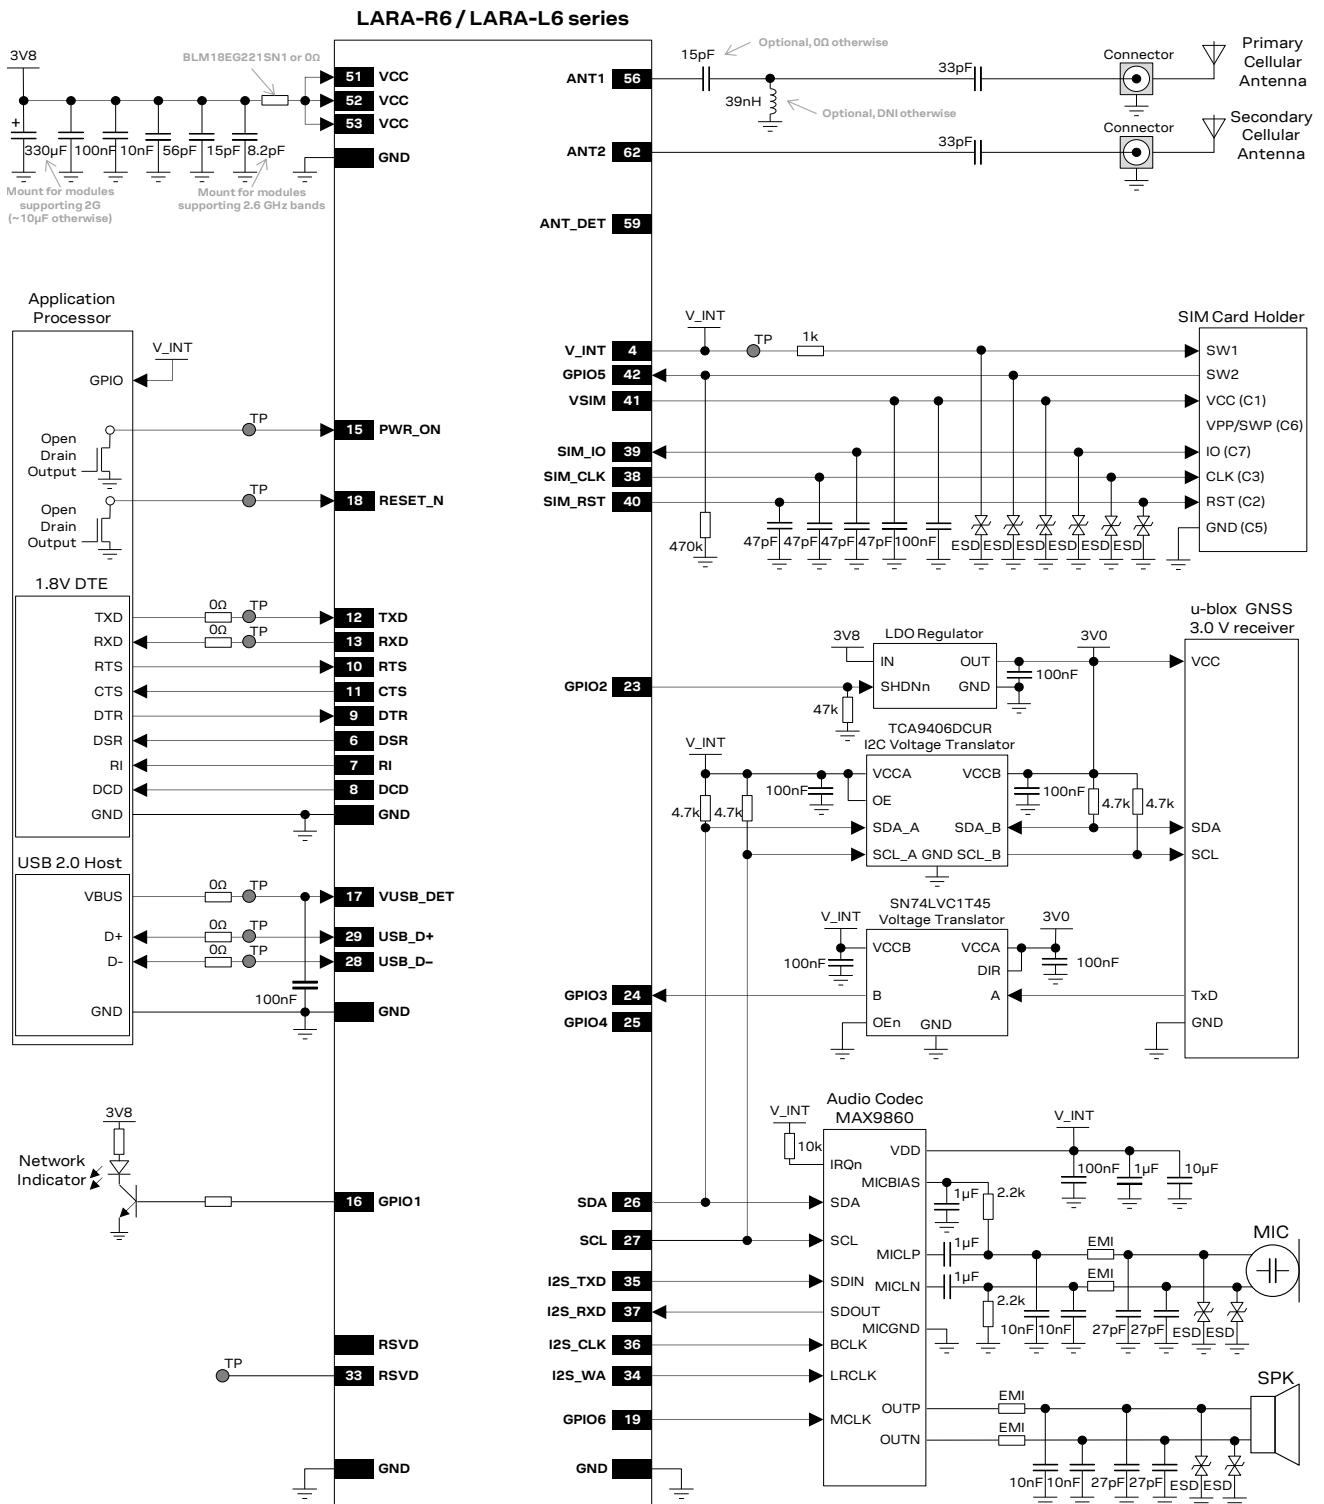 LARA-R6 / LARA-L6 series
3V8
BLM18EG221SN1 or 0Ω
51 VCC
52 VCC
53 VCC
GND
+
330µF 100nF 10nF 56pF 15pF 8.2pF
Mount for modules
supporting 2G
(~10µF otherwise)
Mount for modules
supporting 2.6 GHz bands
ANT1 56
15pF
Optional, 0Ω otherwise
39nH
Optional, DNI otherwise
33pF
Connector
Primary
Cellular
Antenna
ANT2 62
33pF
Connector
Secondary
Cellular
Antenna
ANT_DET 59
Application
Processor
V_INT
GPIO
Open
Drain
Output
TP
15 PWR_ON
Open
Drain
Output
TP
18 RESET_N
V_INT
TP
1k
SIM Card Holder
V_INT 4
SW1
GPIO5 42
SW2
VSIM 41
VCC (C1)
VPP/SWP (C6)
SIM_IO 39
IO (C7)
SIM_CLK 38
CLK (C3)
SIM_RST 40
RST (C2)
GND (C5)
470k
47pF 47pF 47pF 47pF 100nF
ESD ESD ESD ESD ESD ESD
1.8V DTE
TXD
0Ω
TP
12 TXD
RXD
0Ω
TP
13 RXD
RTS
10 RTS
CTS
11 CTS
DTR
9 DTR
DSR
6 DSR
RI
7 RI
DCD
8 DCD
GND
GND
USB 2.0 Host
VBUS
0Ω
TP
17 VUSB_DET
D+
0Ω
TP
29 USB_D+
D-
0Ω
TP
28 USB_D–
100nF
GND
GND
u-blox GNSS
3.0 V receiver
3V8
LDO Regulator
3V0
IN
OUT
VCC
100nF
GPIO2 23
SHDNn
GND
47k
TCA9406DCUR
I2C Voltage Translator
V_INT
VCCA
VCCB
100nF
100nF
OE
4.7k 4.7k
4.7k 4.7k
SDA_A
SDA_B
SDA
SCL_A GND SCL_B
SCL
SN74LVC1T45
Voltage Translator
V_INT
3V0
VCCB
VCCA
100nF
100nF
DIR
GPIO3 24
B
A
TxD
GPIO4 25
OEn
GND
GND
3V8
Network
Indicator
16 GPIO1
Audio Codec
MAX9860
V_INT
10k
IRQn
VDD
V_INT
100nF 1µF 10µF
MICBIAS
1µF
2.2k
SDA 26
SDA
SCL 27
SCL
MICLP
1µF
EMI
MIC
I2S_TXD 35
SDIN
MICLN
1µF
EMI
I2S_RXD 37
SDOUT
2.2k
MICGND
10nF 10nF 27pF 27pF ESD ESD
RSVD
I2S_CLK 36
BCLK
TP
33 RSVD
I2S_WA 34
LRCLK
SPK
GPIO6 19
MCLK
OUTP
EMI
OUTN
EMI
10nF 10nF 27pF 27pF ESD ESD
GND
GND